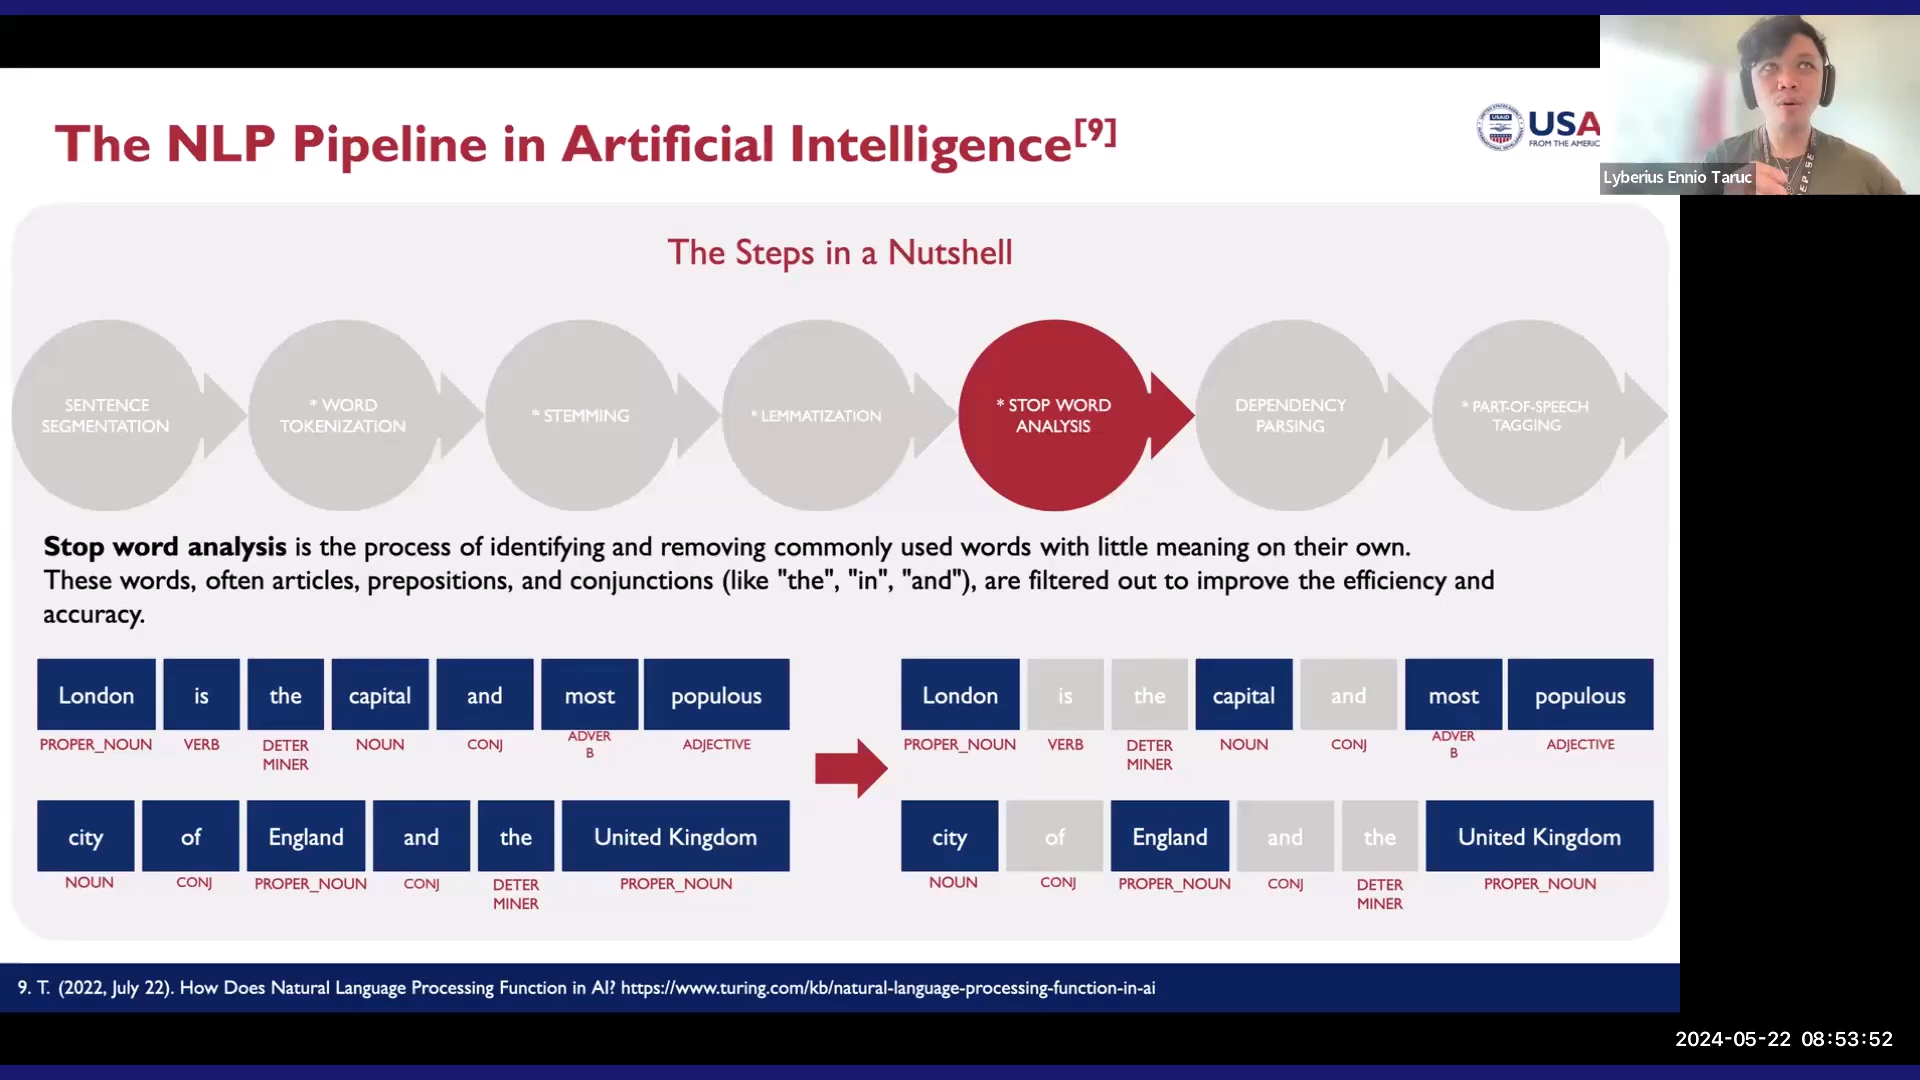 The NLP Pipeline in Artificial Intelligence[9]
USAID
USA
FROM THE AMERIC
Lyberius Ennio Taruc
The Steps in a Nutshell
SENTENCE
SEGMENTATION
* WORD
TOKENIZATION
* STEMMING
* LEMMATIZATION
* STOP WORD
ANALYSIS
DEPENDENCY
PARSING
* PART-OF-SPEECH
TAGGING
Stop word analysis is the process of identifying and removing commonly used words with little meaning on their own.
These words, often articles, prepositions, and conjunctions (like "the", "in", "and"), are filtered out to improve the efficiency and
accuracy.
London is the capital and most populous
PROPER_NOUN VERB DETER
MINER NOUN CONJ ADVER
B ADJECTIVE
city of England and the United Kingdom
NOUN CONJ PROPER_NOUN CONJ DETER
MINER PROPER_NOUN
London is the capital and most populous
PROPER_NOUN VERB DETER
MINER NOUN CONJ ADVER
B ADJECTIVE
city of England and the United Kingdom
NOUN CONJ PROPER_NOUN CONJ DETER
MINER PROPER_NOUN
9. T. (2022, July 22). How Does Natural Language Processing Function in AI? https://www.turing.com/kb/natural-language-processing-function-in-ai
2024-05-22 08:53:52